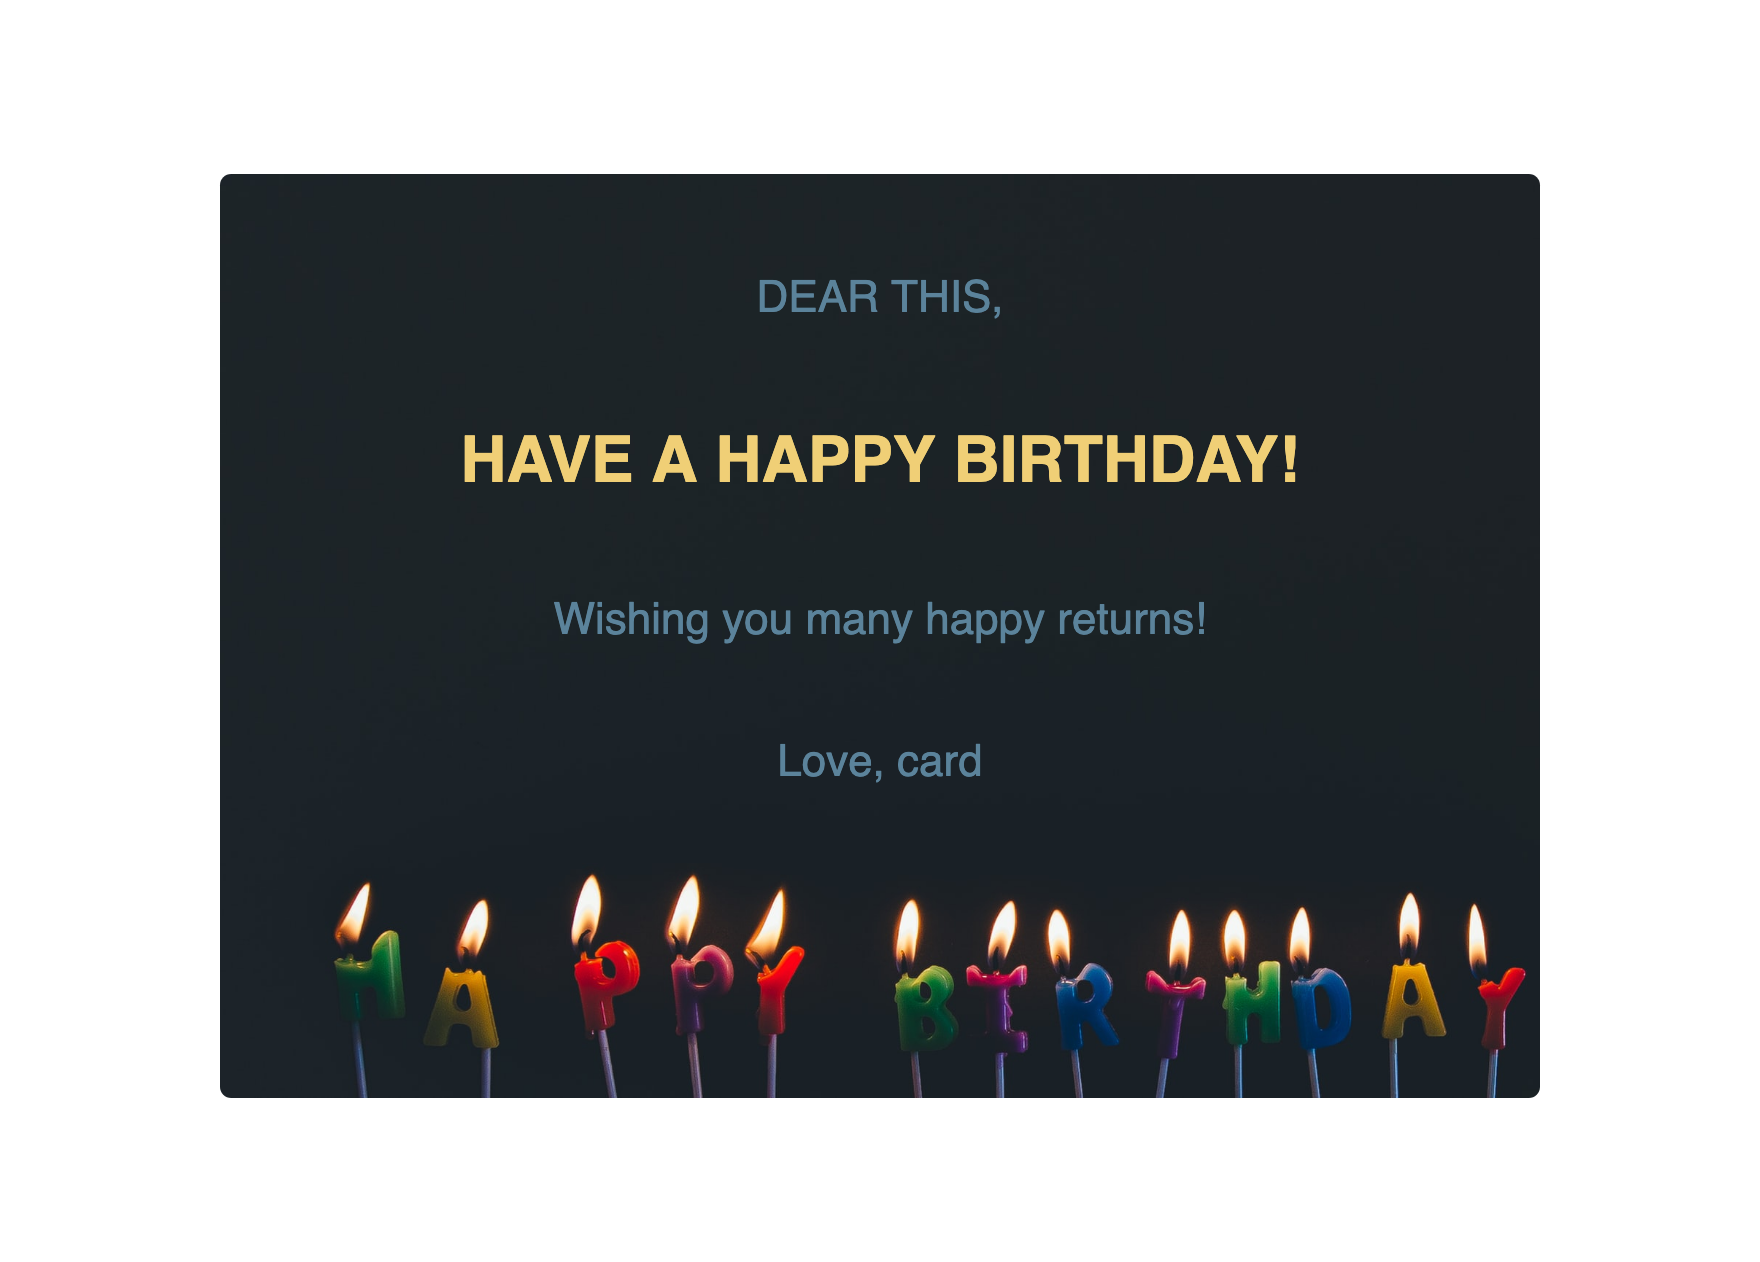 DEAR THIS,
HAVE A HAPPY BIRTHDAY!
Wishing you many happy returns!
Love, card
HAPPY BIRTHDAY